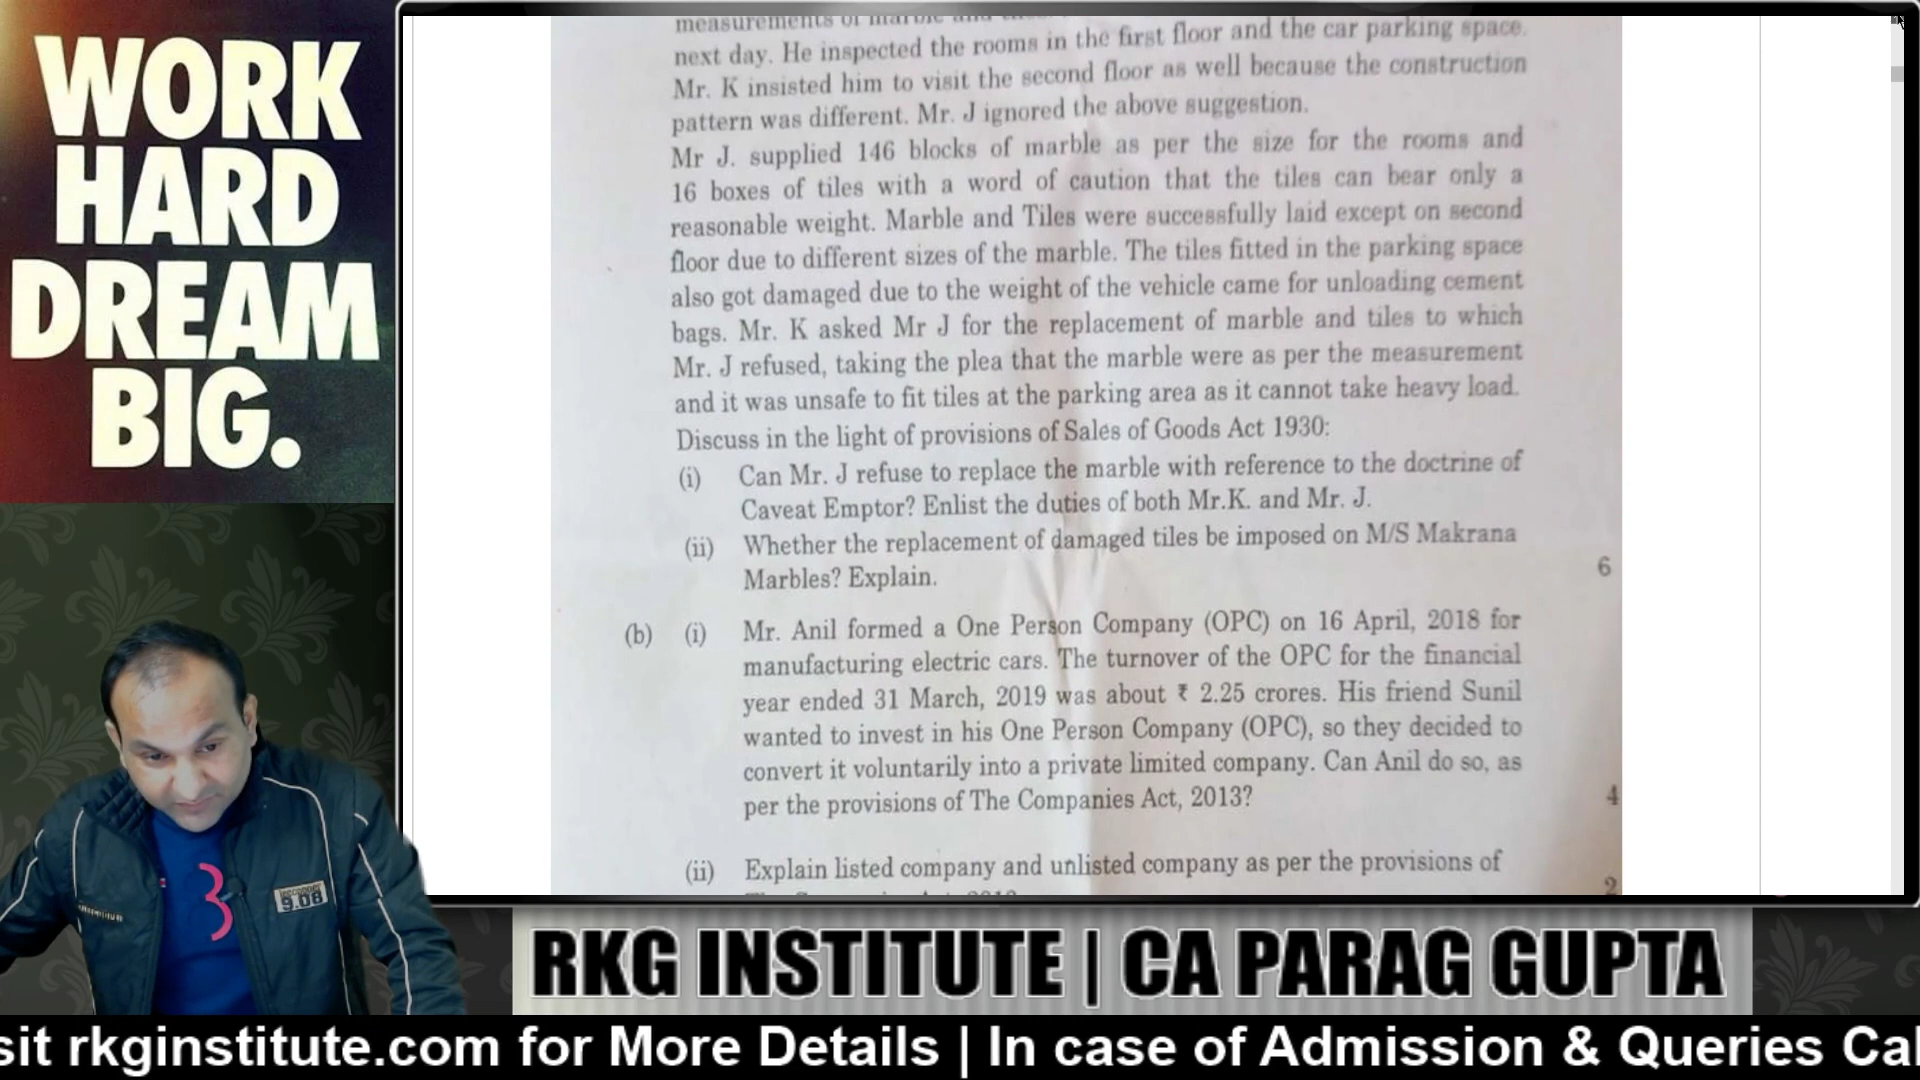 WORK
HARD
DREAM
BIG.
measurements of marble and
next day. He inspected the rooms in the first floor and the car parking space.
Mr. K insisted him to visit the second floor as well because the construction
pattern was different. Mr. J ignored the above suggestion.
Mr J. supplied 146 blocks of marble as per the size for the rooms and
16 boxes of tiles with a word of caution that the tiles can bear only a
reasonable weight. Marble and Tiles were successfully laid except on second
floor due to different sizes of the marble. The tiles fitted in the parking space
also got damaged due to the weight of the vehicle came for unloading cement
bags. Mr. K asked Mr J for the replacement of marble and tiles to which
Mr. J refused, taking the plea that the marble were as per the measurement
and it was unsafe to fit tiles at the parking area as it cannot take heavy load.
Discuss in the light of provisions of Sales of Goods Act 1930:
(i) Can Mr. J refuse to replace the marble with reference to the doctrine of
Caveat Emptor? Enlist the duties of both Mr.K. and Mr. J.
(ii) Whether the replacement of damaged tiles be imposed on M/S Makrana
Marbles? Explain. 6
(b) (i) Mr. Anil formed a One Person Company (OPC) on 16 April, 2018 for
manufacturing electric cars. The turnover of the OPC for the financial
year ended 31 March, 2019 was about ₹ 2.25 crores. His friend Sunil
wanted to invest in his One Person Company (OPC), so they decided to
convert it voluntarily into a private limited company. Can Anil do so, as
per the provisions of The Companies Act, 2013? 4
(ii) Explain listed company and unlisted company as per the provisions of
2
3
9.08
RKG INSTITUTE | CA PARAG GUPTA
sit rkginstitute.com for More Details | In case of Admission & Queries Cal